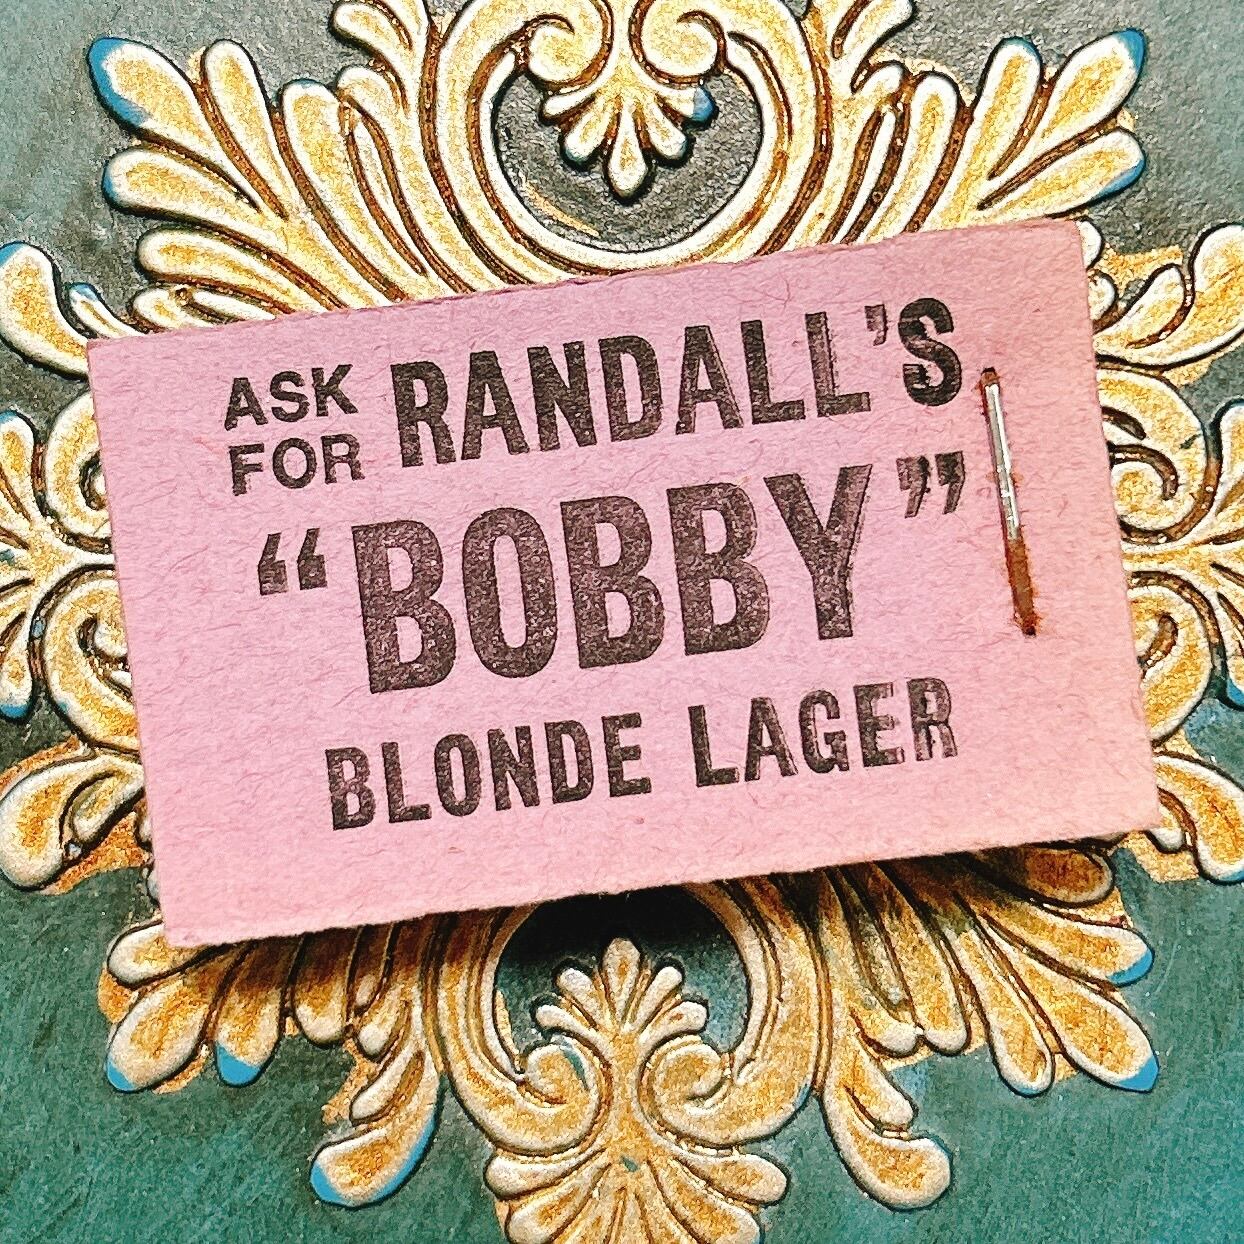 ASK FOR RANDALL'S
“BOBBY”
BLONDE LAGER